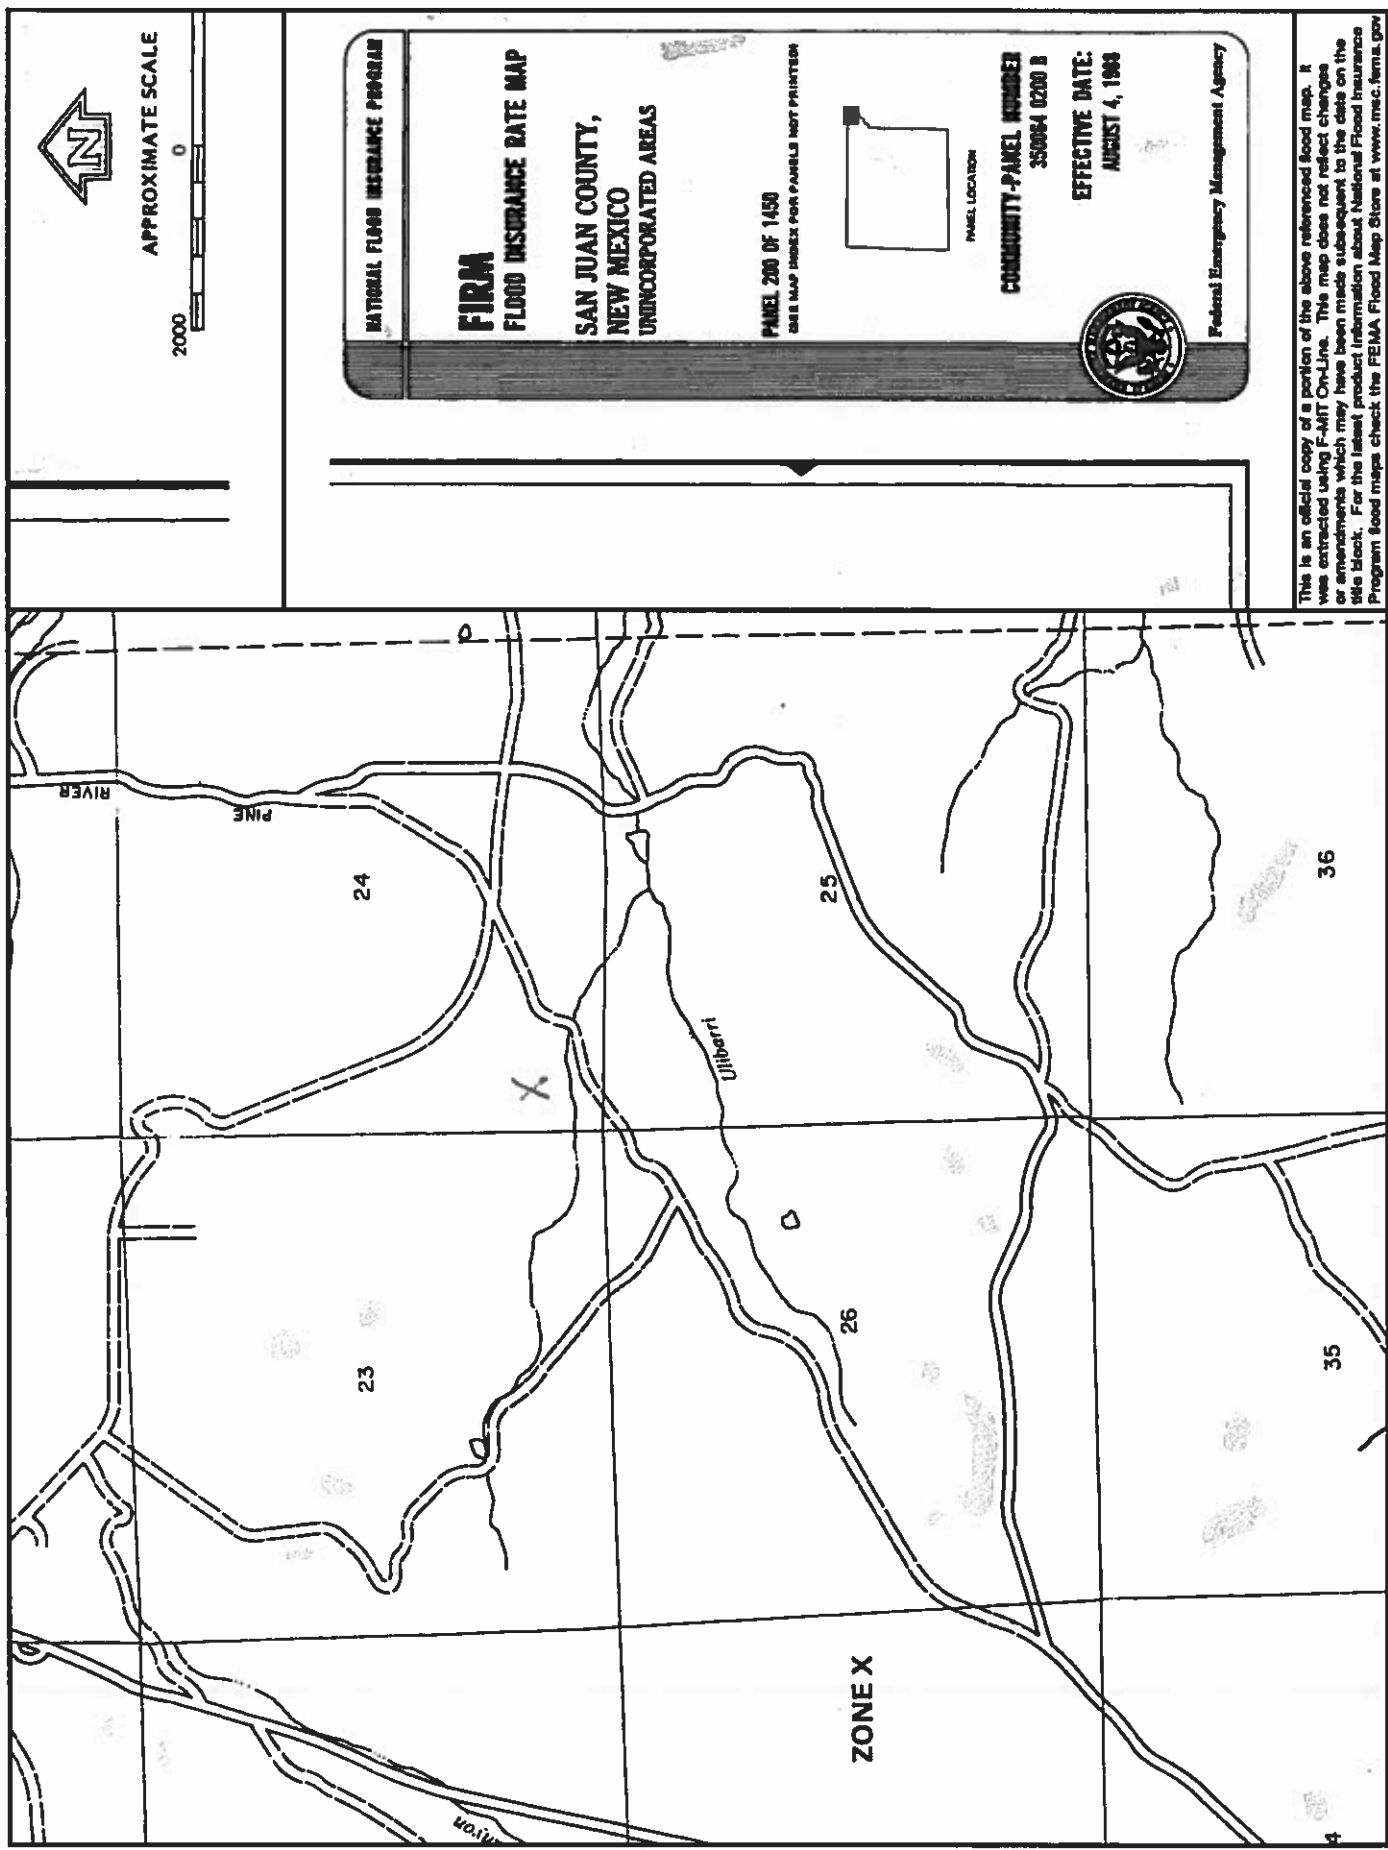 APPROXIMATE SCALE
2000
0
N
NATIONAL FLOOD INSURANCE PROGRAM
FIRM
FLOOD INSURANCE RATE MAP
SAN JUAN COUNTY,
NEW MEXICO
UNINCORPORATED AREAS
PANEL 200 OF 1450
(SEE MAP INDEX FOR PANELS NOT PRINTED)
PANEL LOCATION
COMMUNITY-PANEL NUMBER
350064 0200 B
EFFECTIVE DATE:
Federal Emergency Management Agency
This is an official copy of a portion of the above referenced flood map. It
was extracted using F-MIT On-Line. This map does not reflect changes
or amendments which may have been made subsequent to the date on the
title block. For the latest product information about National Flood Insurance
Program flood maps check the FEMA Flood Map Store at www.msc.fema.gov
RIVER
PINE
24
25
36
Ulibarri
X
23
26
35
ZONE X